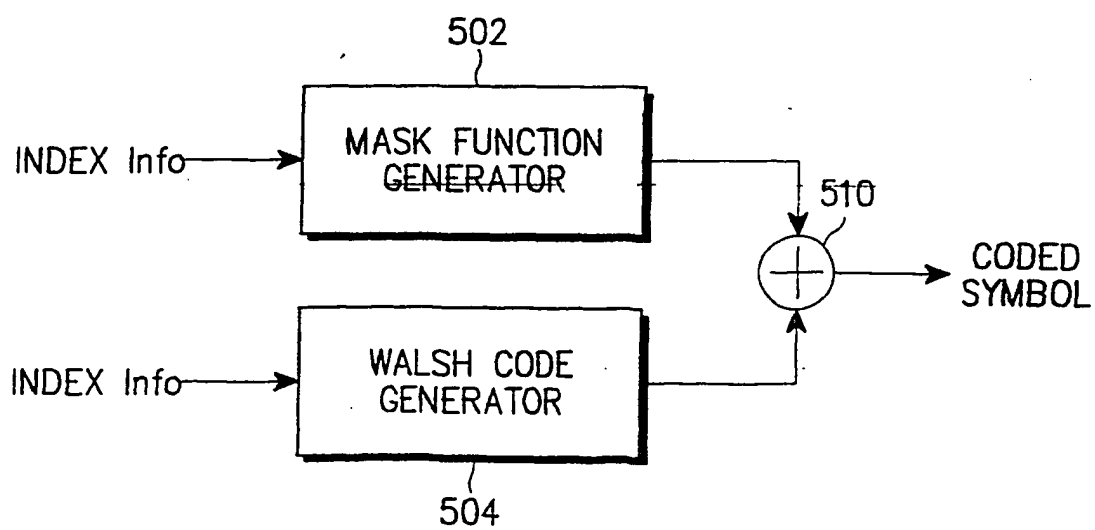 502
INDEX Info
MASK FUNCTION
GENERATOR
510
CODED
SYMBOL
INDEX Info
WALSH CODE
GENERATOR
504